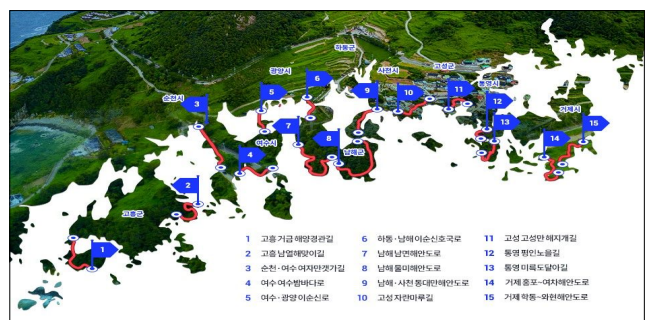 하동군
광양시
사천시
고성군
통영시
순천시
거제시
여수시
남해군
고흥군
6
5
9
10
11
3
12
15
7
8
13
14
4
2
1
1 고흥 거금 해양경관길
2 고흥 남열해맞이길
3 순천·여수 여자만갯가길
4 여수 여수밤바다로
5 여수·광양 이순신로
6 하동·남해 이순신호국로
7 남해 남면해안도로
8 남해 물미해안도로
9 남해·사천 동대만해안도로
10 고성 자란마루길
11 고성 고성만 해지개길
12 통영 평인노을길
13 통영 미륵도달아길
14 거제 홍포~여차해안도로
15 거제 학동~와현해안도로